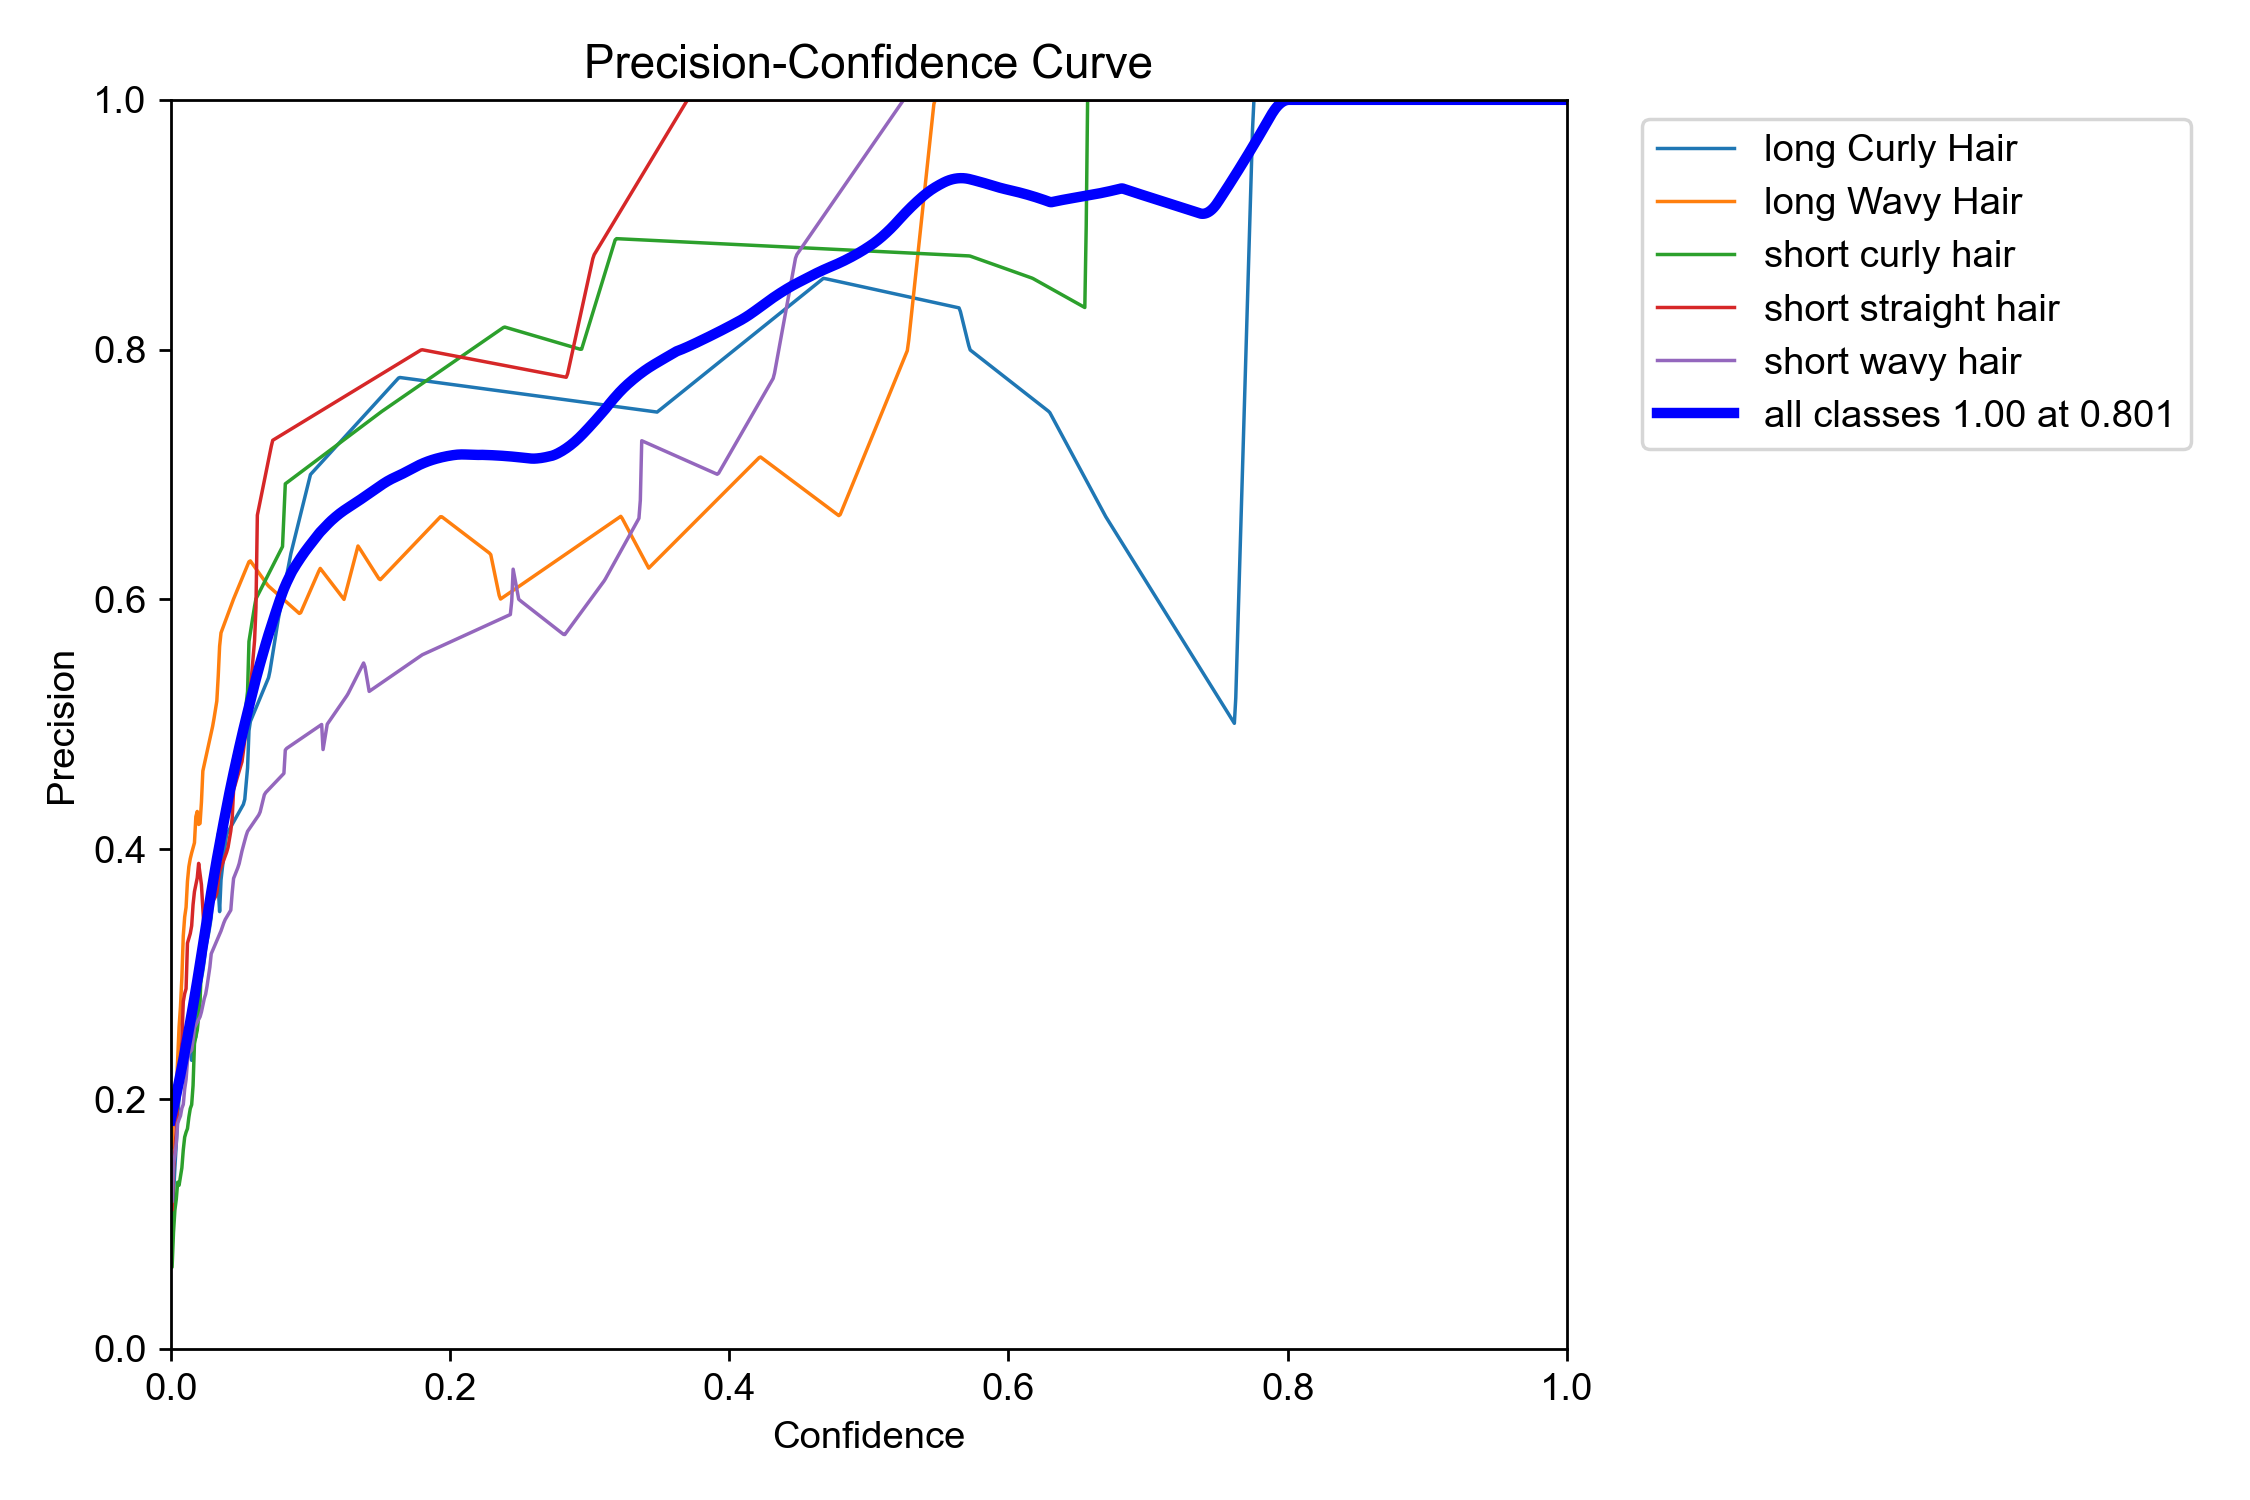 Precision-Confidence Curve
1.0
0.8
0.6
0.4
0.2
0.0
Precision
0.0 0.2 0.4 0.6 0.8 1.0
Confidence
long Curly Hair
long Wavy Hair
short curly hair
short straight hair
short wavy hair
all classes 1.00 at 0.801